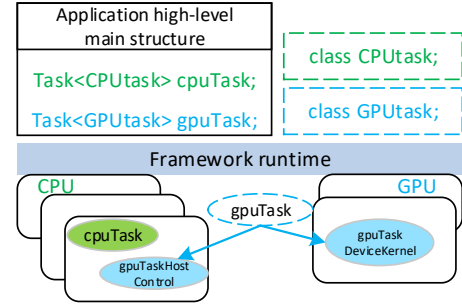 Application high-level
main structure
Task<CPUtask> cpuTask;
Task<GPUtask> gpuTask;
class CPUtask;
class GPUtask;
Framework runtime
CPU
GPU
gpuTask
cpuTask
gpuTaskHost
Control
gpuTask
DeviceKernel